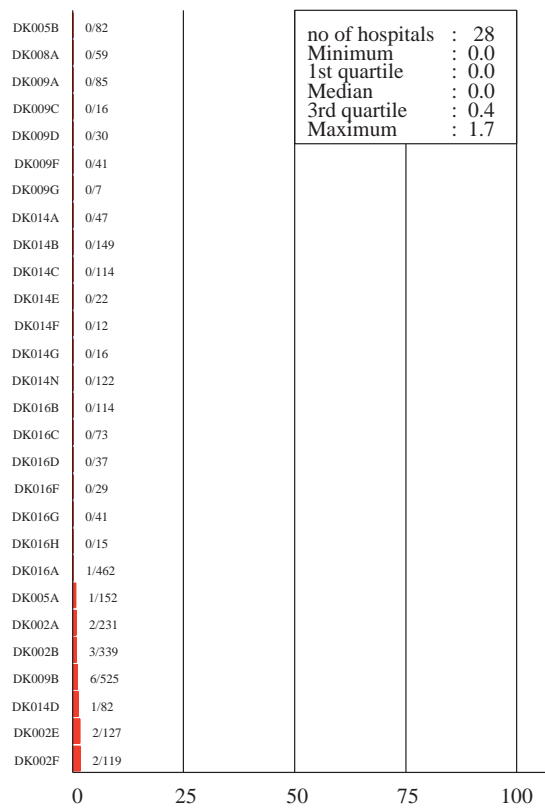 no of hospitals : 28
Minimum : 0.0
1st quartile : 0.0
Median : 0.0
3rd quartile : 0.4
Maximum : 1.7
DK005B 0/82
DK008A 0/59
DK009A 0/85
DK009C 0/16
DK009D 0/30
DK009F 0/41
DK009G 0/7
DK014A 0/47
DK014B 0/149
DK014C 0/114
DK014E 0/22
DK014F 0/12
DK014G 0/16
DK014N 0/122
DK016B 0/114
DK016C 0/73
DK016D 0/37
DK016F 0/29
DK016G 0/41
DK016H 0/15
DK016A 1/462
DK005A 1/152
DK002A 2/231
DK002B 3/339
DK009B 6/525
DK014D 1/82
DK002E 2/127
DK002F 2/119
0 25 50 75 100